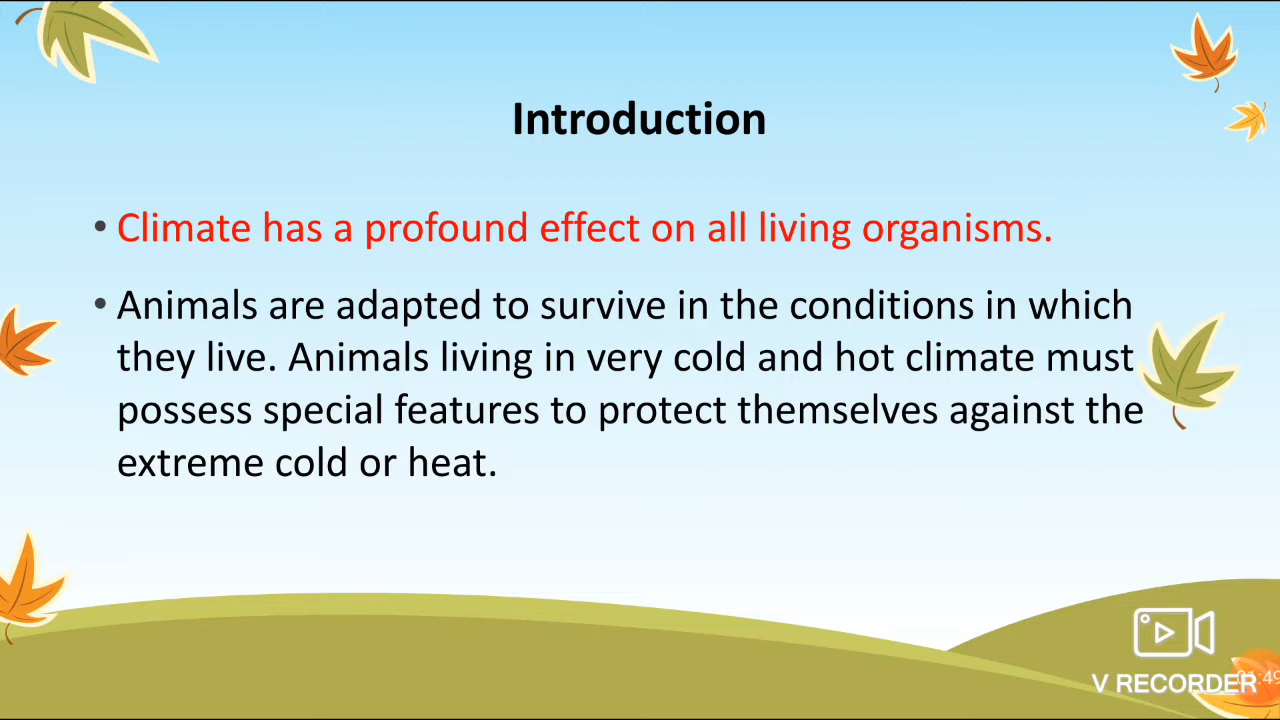 Introduction
• Climate has a profound effect on all living organisms.
• Animals are adapted to survive in the conditions in which
they live. Animals living in very cold and hot climate must
possess special features to protect themselves against the
extreme cold or heat.
V RECORDER
01:49